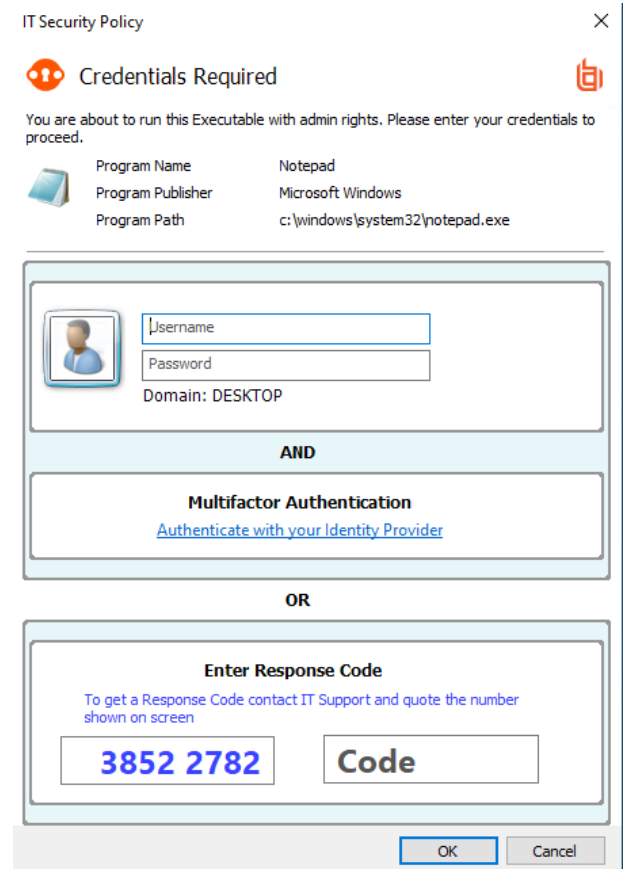 IT Security Policy
Credentials Required
You are about to run this Executable with admin rights. Please enter your credentials to
proceed.
Program Name Notepad
Program Publisher Microsoft Windows
Program Path c:\windows\system32\notepad.exe
Username
Password
Domain: DESKTOP
AND
Multifactor Authentication
Authenticate with your Identity Provider
OR
Enter Response Code
To get a Response Code contact IT Support and quote the number
shown on screen
3852 2782 Code
OK Cancel